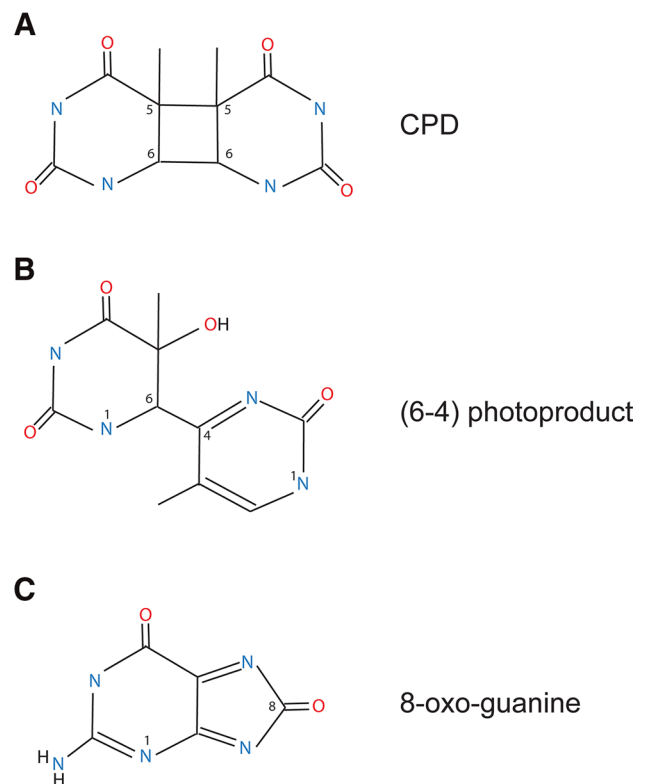 A
O O
5 5
N N CPD
6 6
O N N O
B
O
OH
N
6 N O
1 (6-4) photoproduct
O N 4
1
N
C
O
N
N
8 O 8-oxo-guanine
1
H N N
N
H